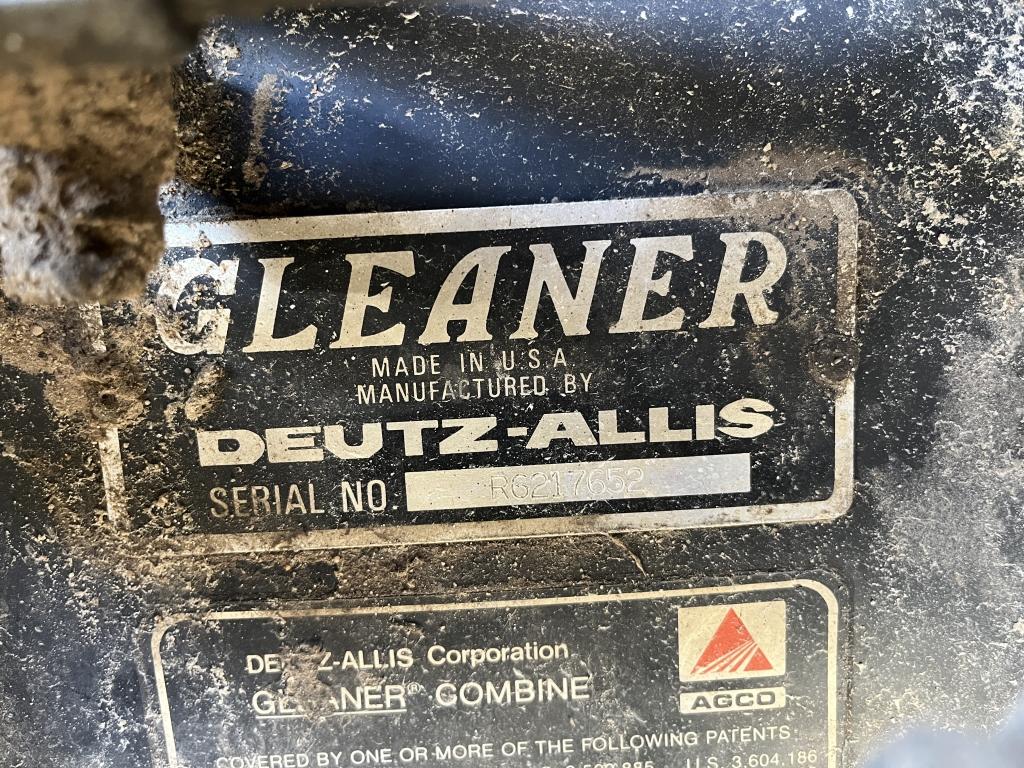 GLEANER
MADE IN U.S.A
MANUFACTURED BY
DEUTZ-ALLIS
SERIAL NO. R6217652
DEUTZ-ALLIS Corporation
GLEANER® COMBINE
AGCO
COVERED BY ONE OR MORE OF THE FOLLOWING PATENTS:
U.S. 3,604,186